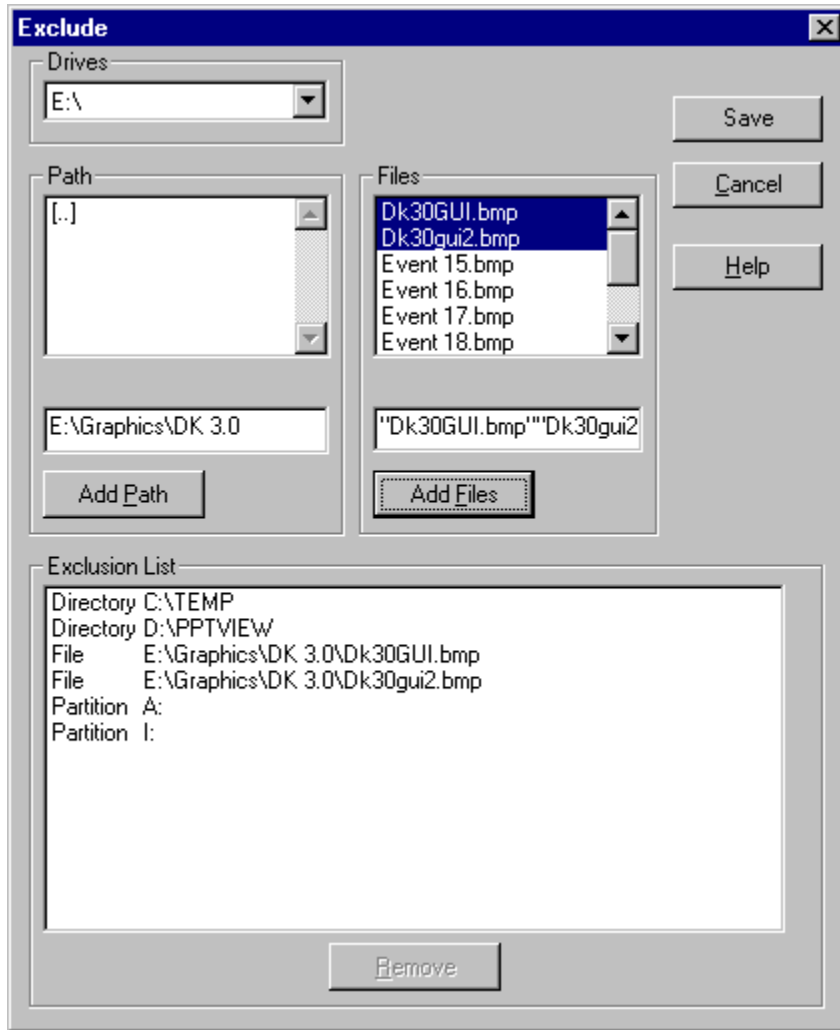 Exclude
Drives
E:\
Save
Path
Files
Cancel
[..]
Dk30GUI.bmp
Dk30gui2.bmp
Event 15.bmp
Help
Event 16.bmp
Event 17.bmp
Event 18.bmp
E:\Graphics\DK 3.0
"Dk30GUI.bmp""Dk30gui2
Add Path
Add Files
Exclusion List
Directory C:\TEMP
Directory D:\PPTVIEW
File E:\Graphics\DK 3.0\Dk30GUI.bmp
File E:\Graphics\DK 3.0\Dk30gui2.bmp
Partition A:
Partition I:
Remove